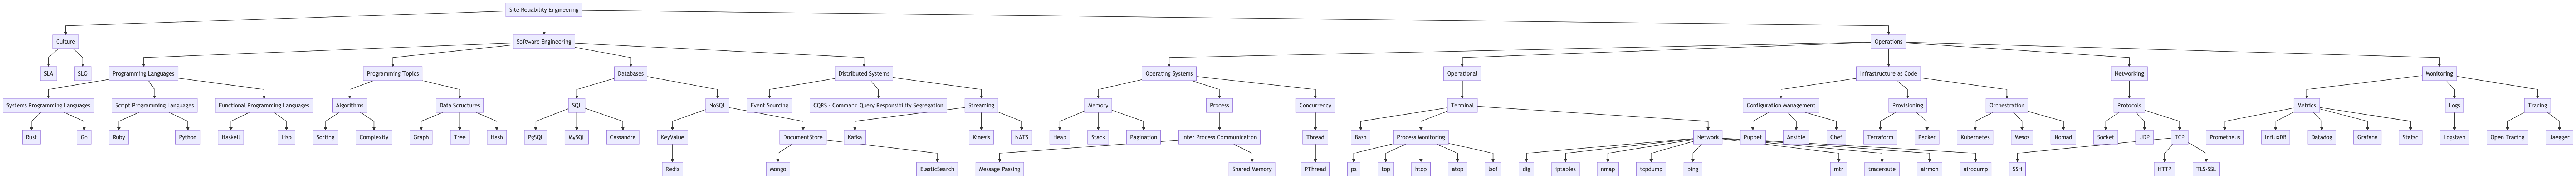 Site Reliability Engineering
Culture
Software Engineering
Operations
SLA
SLO
Programming Languages
Programming Topics
Databases
Distributed Systems
Operating Systems
Operational
Infrastructure as Code
Networking
Monitoring
Systems Programming Languages
Script Programming Languages
Functional Programming Languages
Algorithms
Data Scructures
SQL
NoSQL
Event Sourcing
CQRS - Command Query Responsibility Segregation
Streaming
Memory
Process
Concurrency
Terminal
Configuration Management
Provisioning
Orchestration
Protocols
Metrics
Logs
Tracing
Rust
Go
Ruby
Python
Haskell
Lisp
Sorting
Complexity
Graph
Tree
Hash
PgSQL
MySQL
Cassandra
KeyValue
DocumentStore
Kafka
Kinesis
NATS
Heap
Stack
Pagination
Inter Process Communication
Thread
Bash
Process Monitoring
Network
Puppet
Ansible
Chef
Terraform
Packer
Kubernetes
Mesos
Nomad
Socket
UDP
TCP
Prometheus
InfluxDB
Datadog
Grafana
Statsd
Logstash
Open Tracing
Jaeger
Redis
Mongo
ElasticSearch
Message Passing
Shared Memory
PThread
ps
top
htop
atop
lsof
dig
iptables
nmap
tcpdump
ping
mtr
traceroute
airmon
airodump
SSH
HTTP
TLS-SSL